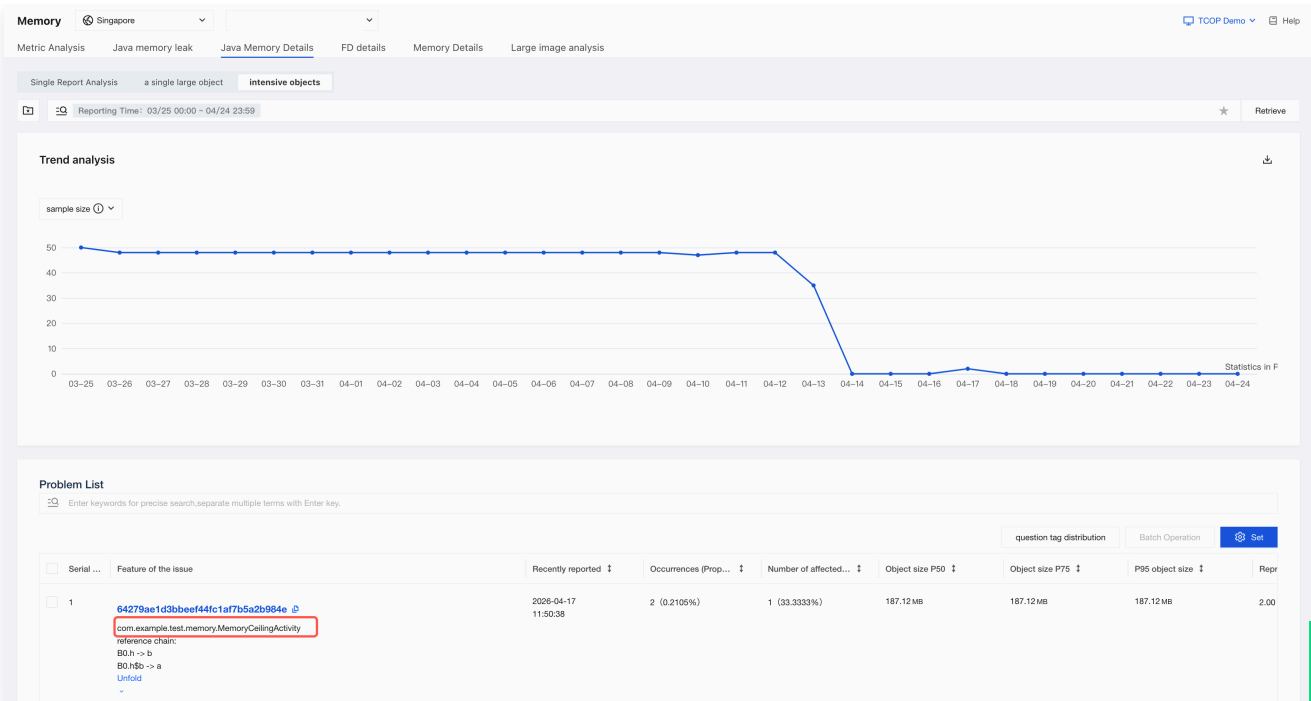 Memory Singapore TCOP Demo Help
Metric Analysis Java memory leak Java Memory Details FD details Memory Details Large image analysis
Single Report Analysis a single large object intensive objects
Reporting Time: 03/25 00:00 ~ 04/24 23:59 Retrieve
Trend analysis
sample size
50
40
30
20
10
0
Statistics in F
03-25 03-26 03-27 03-28 03-29 03-30 03-31 04-01 04-02 04-03 04-04 04-05 04-06 04-07 04-08 04-09 04-10 04-11 04-12 04-13 04-14 04-15 04-16 04-17 04-18 04-19 04-20 04-21 04-22 04-23 04-24
Problem List
Enter keywords for precise search,separate multiple terms with Enter key.
question tag distribution Batch Operation Set
Serial ... Feature of the issue Recently reported Occurrences (Prop... Number of affected... Object size P50 Object size P75 P95 object size Repr
1 64279ae1d3bbeef44fc1af7b5a2b984e 2026-04-17 11:50:38 2 (0.2105%) 1 (33.3333%) 187.12 MB 187.12 MB 187.12 MB 2.00
com.example.test.memory.MemoryCeilingActivity
reference chain:
B0.h -> b
B0.h$b -> a
Unfold